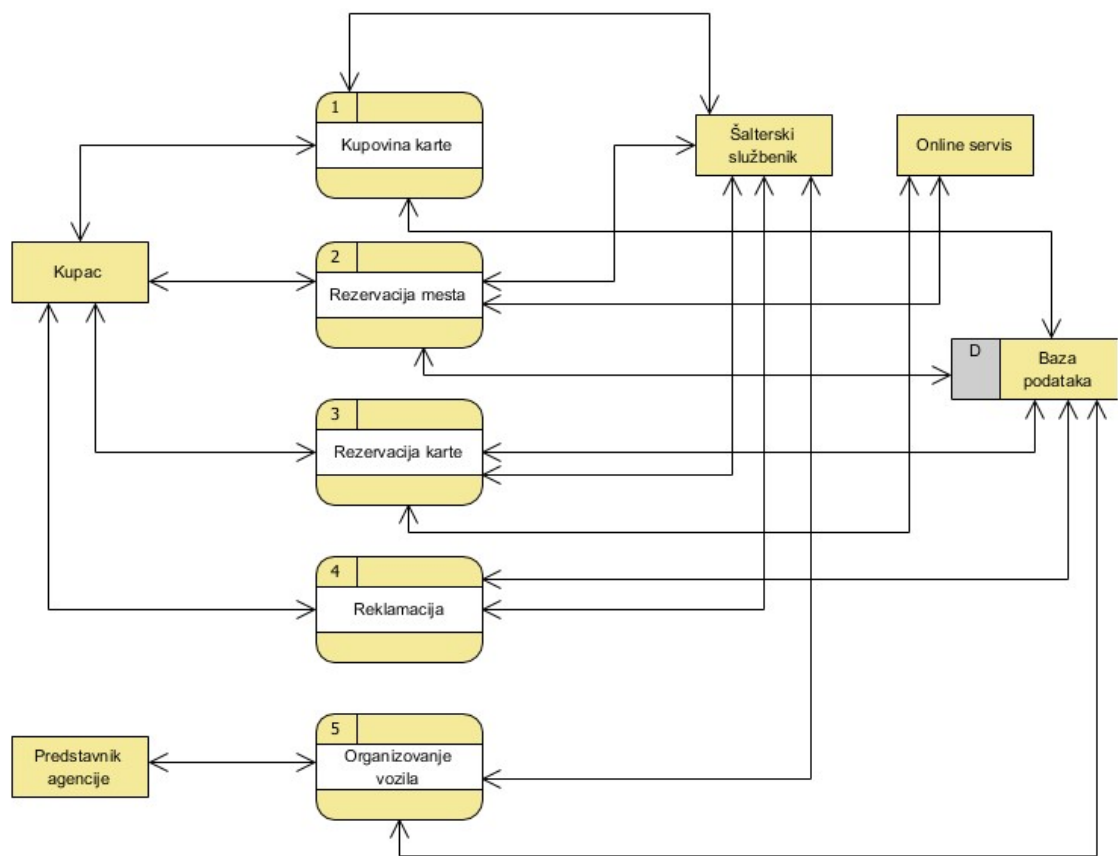 1
Kupovina karte
Šalterski
službenik
Online servis
Kupac
2
Rezervacija mesta
D
Baza
podataka
3
Rezervacija karte
4
Reklamacija
5
Organizovanje
vozila
Predstavnik
agencije